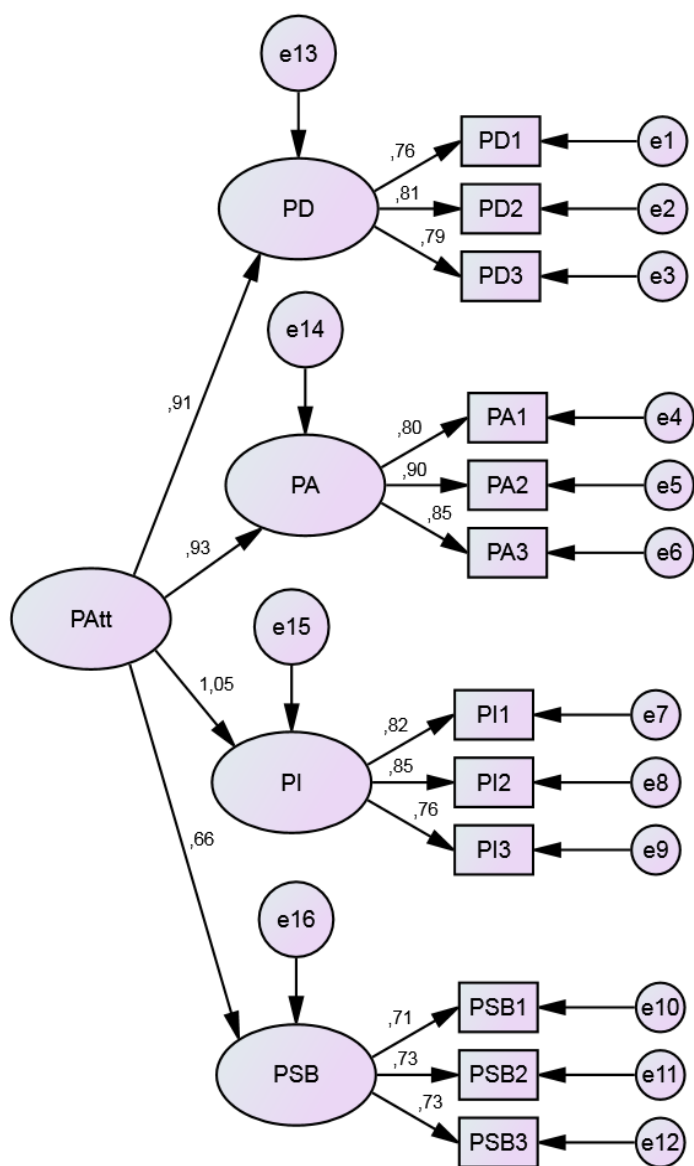 e13
PD
,76
PD1
e1
,81
PD2
e2
,79
PD3
e3
e14
,91
PA
,80
PA1
e4
,90
PA2
e5
,85
PA3
e6
,93
PAtt
e15
1,05
PI
,82
PI1
e7
,85
PI2
e8
,76
PI3
e9
,66
e16
PSB
,71
PSB1
e10
,73
PSB2
e11
,73
PSB3
e12